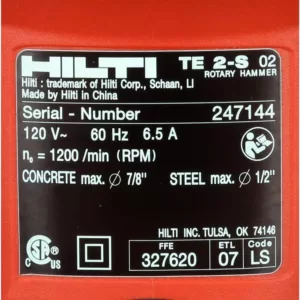 HILTI TE 2-S 02
ROTARY HAMMER
Hilti : trademark of Hilti Corp., Schaan, LI
Made by Hilti in China
Serial - Number 247144
120 V~ 60 Hz 6.5 A
n₀ = 1200 /min (RPM)
CONCRETE max. Ø 7/8" STEEL max. Ø 1/2"
HILTI INC. TULSA, OK 74146
FFE ETL Code
327620 07 LS
C SA US